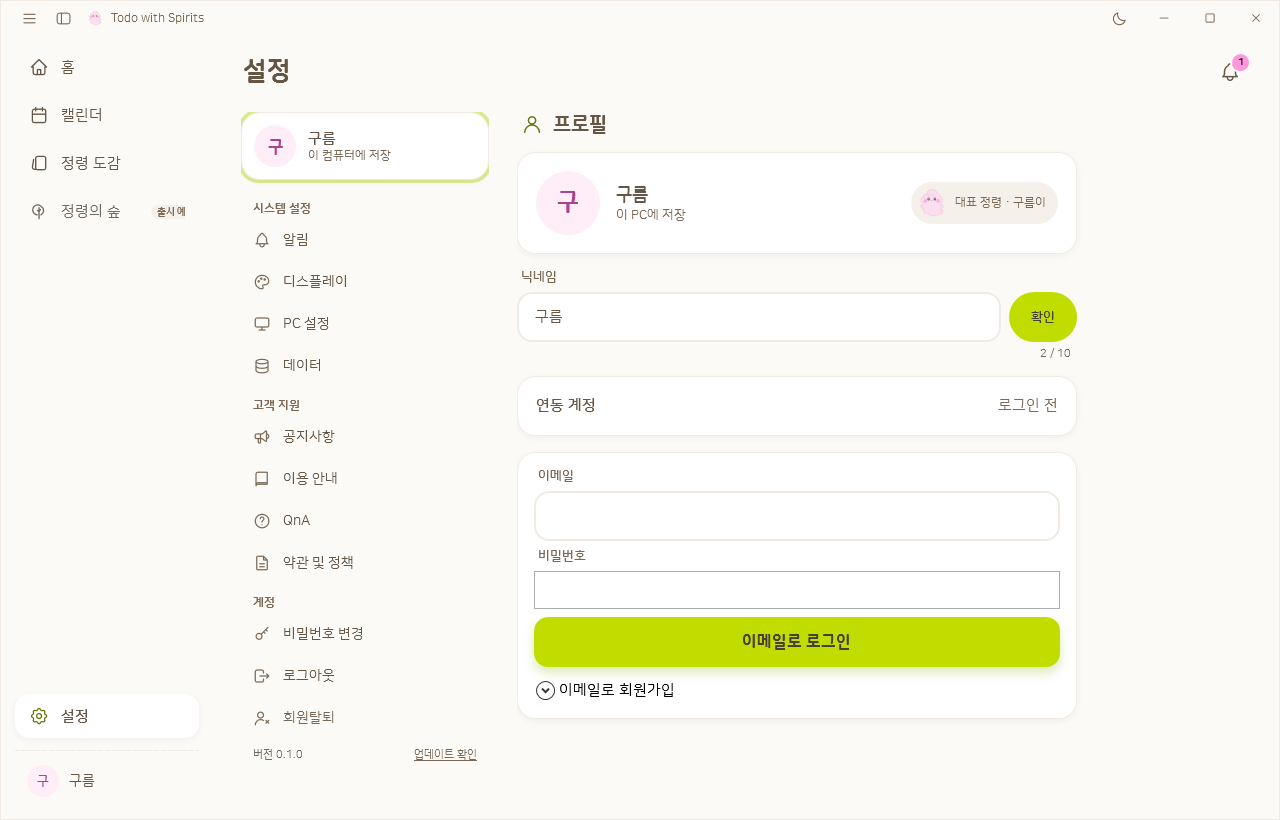 Todo with Spirits
홈
캘린더
정령 도감
정령의 숲
출시 예
설정
구
구름
설정
1
구
구름
이 컴퓨터에 저장
시스템 설정
알림
디스플레이
PC 설정
데이터
고객 지원
공지사항
이용 안내
QnA
약관 및 정책
계정
비밀번호 변경
로그아웃
회원탈퇴
버전 0.1.0
업데이트 확인
프로필
구
구름
이 PC에 저장
대표 정령 · 구름이
닉네임
구름
확인
2 / 10
연동 계정
로그인 전
이메일
비밀번호
이메일로 로그인
이메일로 회원가입